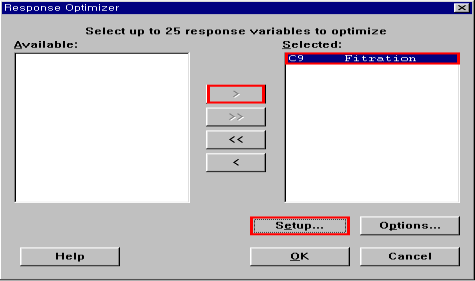 Response Optimizer
Select up to 25 response variables to optimize
Available:
Selected:
C9 Fitration
>
>>
<<
<
Setup...
Options...
Help
OK
Cancel